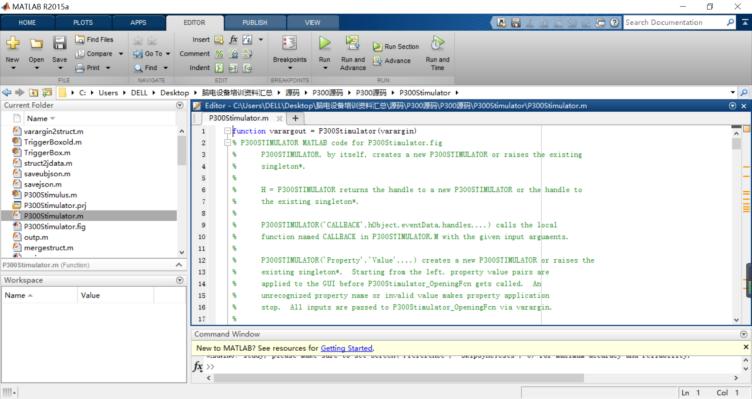 MATLAB R2015a
HOME PLOTS APPS EDITOR PUBLISH VIEW
Search Documentation
New Open Save
Find Files
Compare
Print
Go To
Find
Insert
Comment
Indent
fx
Breakpoints
Run
Run and Advance
Run Section
Advance
Run and Time
FILE NAVIGATE EDIT BREAKPOINTS RUN
C: Users DELL Desktop 脑电设备培训资料汇总 源码 P300源码 P300源码 P300Stimulator
Current Folder
Name
varargin2struct.m
TriggerBoxold.m
TriggerBox.m
struct2jdata.m
saveubjson.m
savejson.m
P300Stimulus.m
P300Stimulator.prj
P300Stimulator.m
P300Stimulator.fig
outp.m
mergestruct.m
P300Stimulator.m (Function)
Workspace
Name Value
Editor - C:\Users\DELL\Desktop\脑电设备培训资料汇总\源码\P300源码\P300源码\P300Stimulator\P300Stimulator.m
P300Stimulator.m
1 function varargout = P300Stimulator(varargin)
2 % P300STIMULATOR MATLAB code for P300Stimulator.fig
3 % P300STIMULATOR, by itself, creates a new P300STIMULATOR or raises the existing
4 % singleton*.
5 %
6 % H = P300STIMULATOR returns the handle to a new P300STIMULATOR or the handle to
7 % the existing singleton*.
8 %
9 % P300STIMULATOR('CALLBACK',hObject,eventData,handles,...) calls the local
10 % function named CALLBACK in P300STIMULATOR.M with the given input arguments.
11 %
12 % P300STIMULATOR('Property','Value',...) creates a new P300STIMULATOR or raises the
13 % existing singleton*. Starting from the left, property value pairs are
14 % applied to the GUI before P300Stimulator_OpeningFcn gets called. An
15 % unrecognized property name or invalid value makes property application
16 % stop. All inputs are passed to P300Stimulator_OpeningFcn via varargin.
17 %
Command Window
New to MATLAB? See resources for Getting Started.
fx >>
Ln 1 Col 1